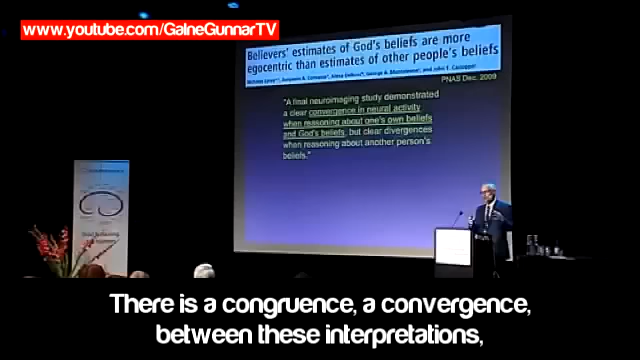 www.youtube.com/GalneGunnarTV
Believers' estimates of God's beliefs are more
egocentric than estimates of other people's beliefs
PNAS Dec. 2009
"A final neuroimaging study demonstrated
a clear convergence in neural activity
when reasoning about one's own beliefs
and God's beliefs, but clear divergences
when reasoning about another person's
beliefs."
There is a congruence, a convergence,
between these interpretations,